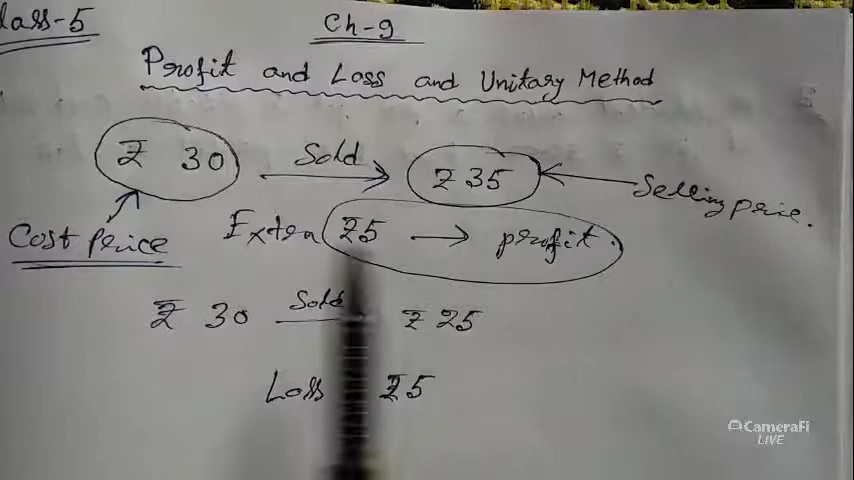 lass-5
Ch-9
Profit and Loss and Unitary Method
₹ 30 Sold ₹ 35 Selling price.
Cost Price Extra ₹5 → profit.
₹ 30 Sold ₹ 25
Loss ₹5
CameraFi
LIVE